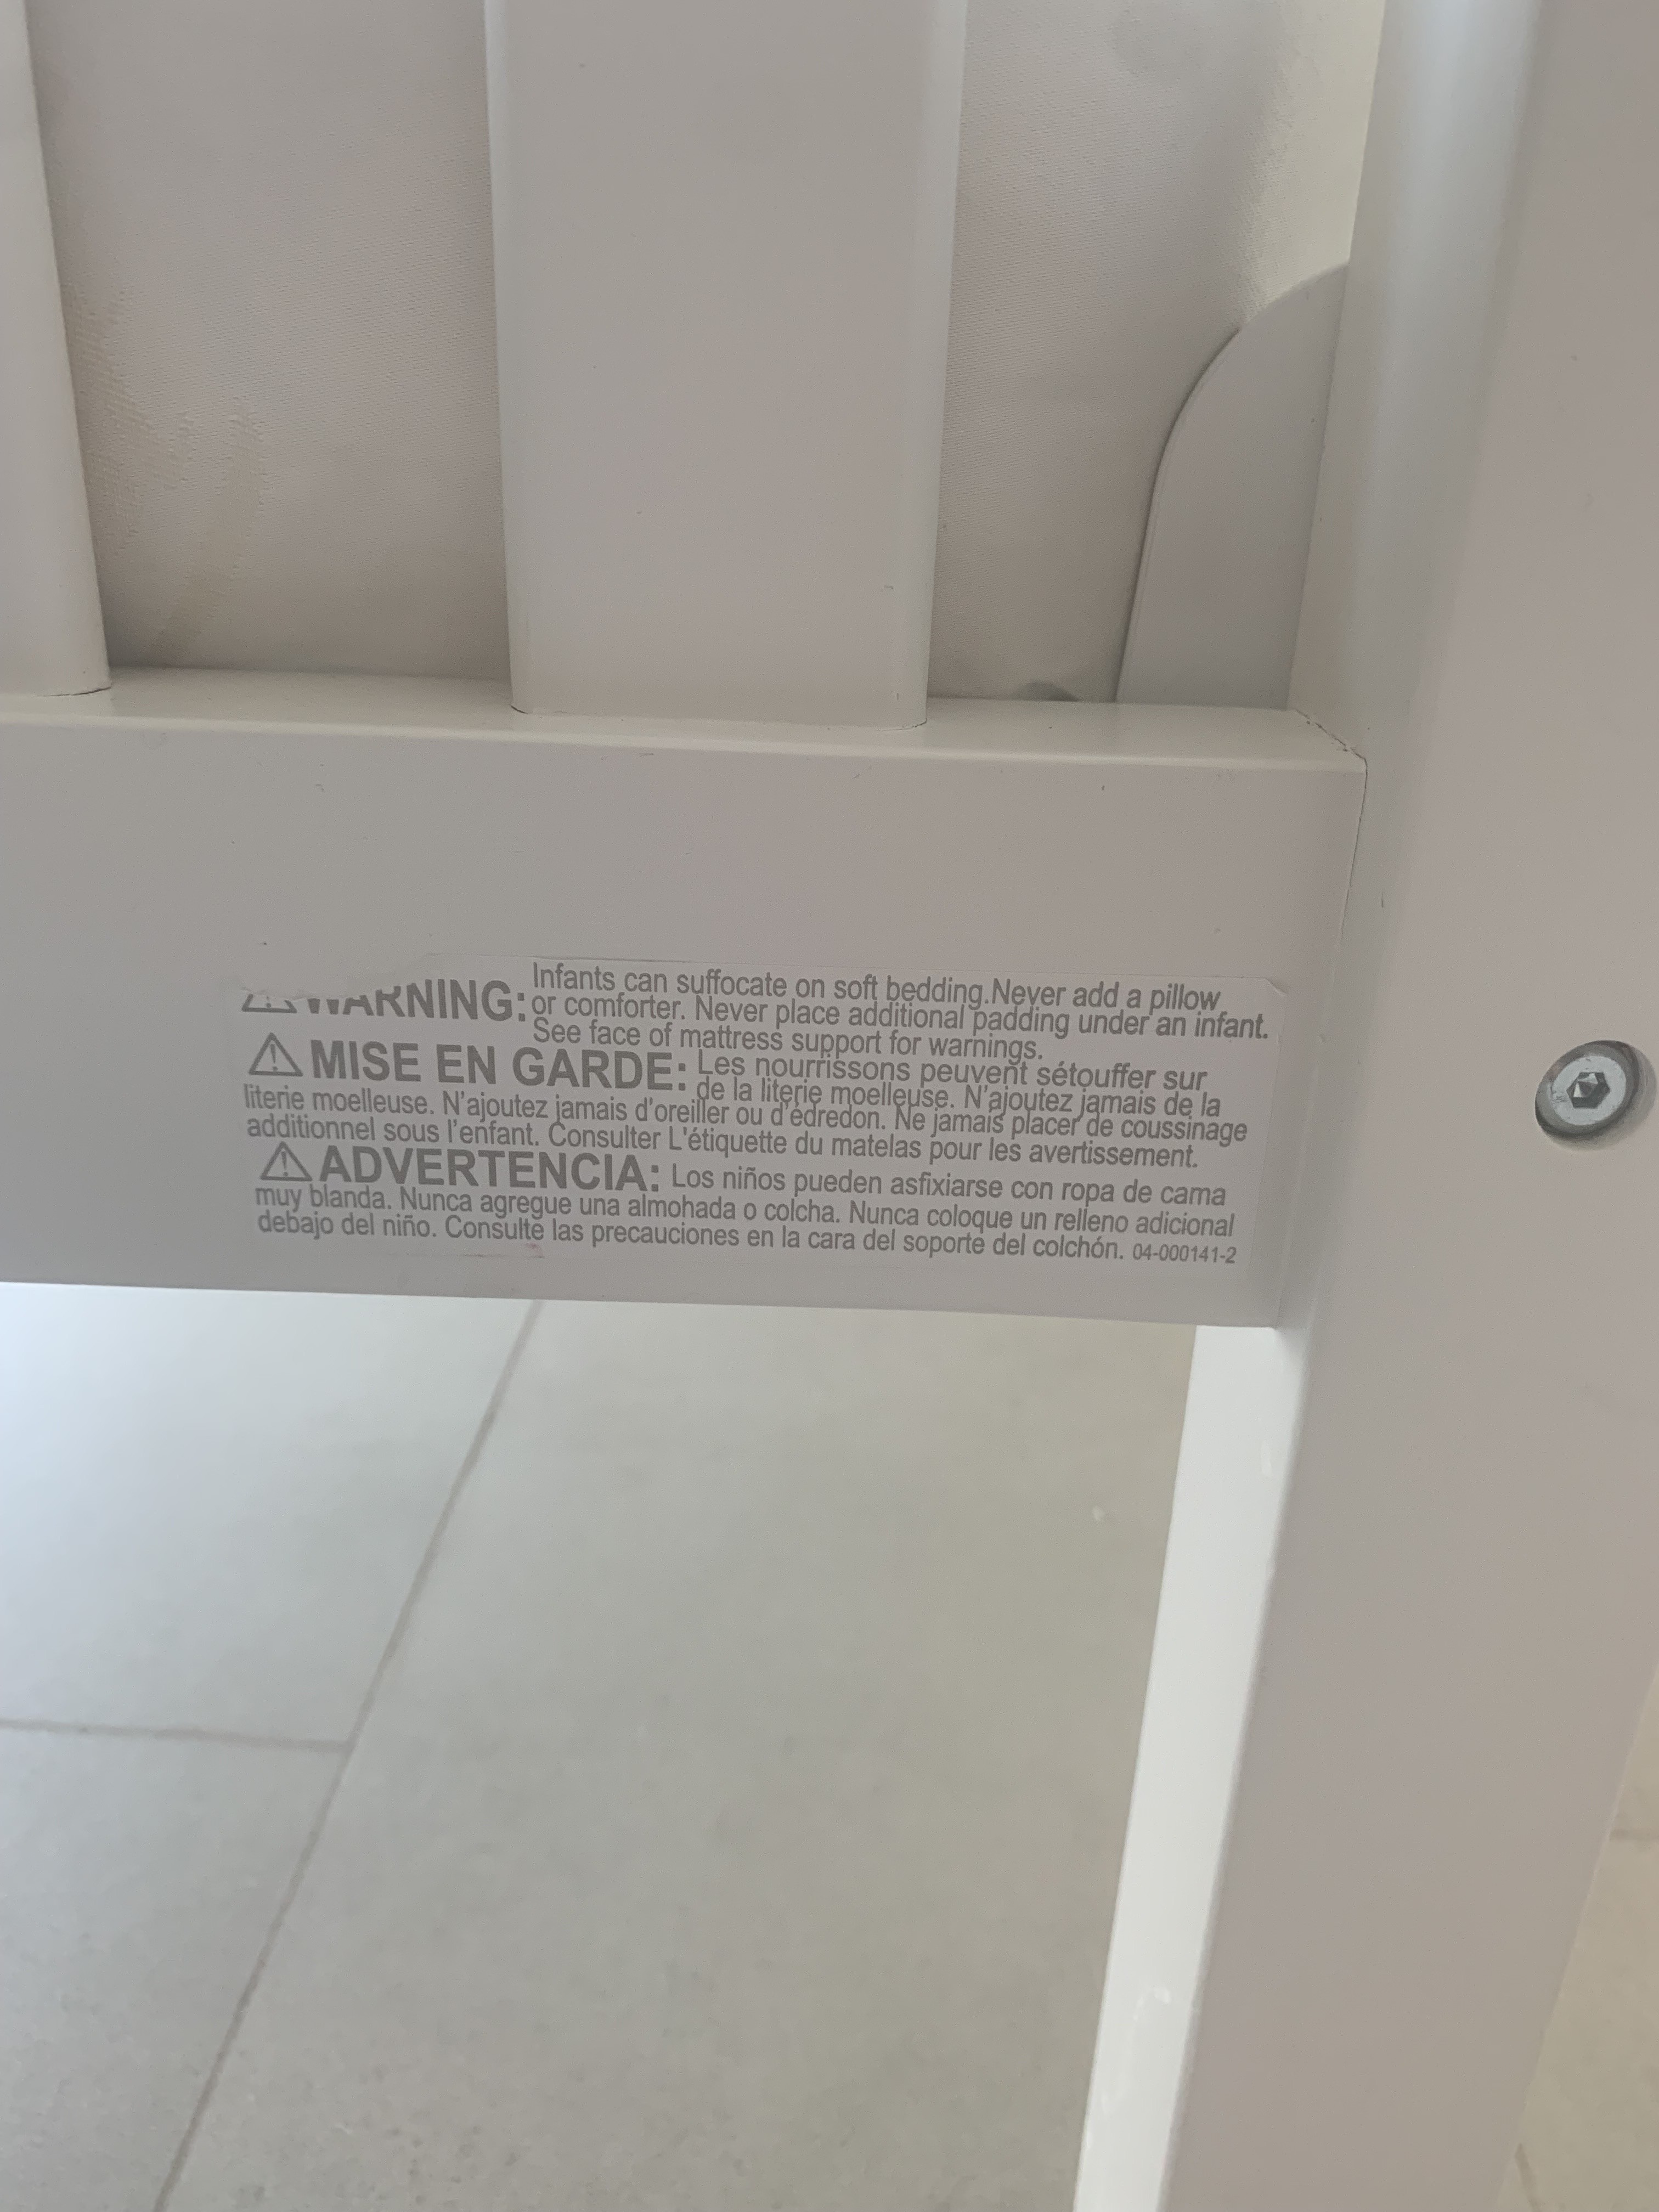 Infants can suffocate on soft bedding.Never add a pillow
⚠ WARNING: or comforter. Never place additional padding under an infant.
See face of mattress support for warnings.
⚠ MISE EN GARDE: Les nourrissons peuvent sétouffer sur
de la literie moelleuse. N'ajoutez jamais de la
literie moelleuse. N'ajoutez jamais d'oreiller ou d'édredon. Ne jamais placer de coussinage
additionnel sous l'enfant. Consulter L'étiquette du matelas pour les avertissement.
⚠ ADVERTENCIA: Los niños pueden asfixiarse con ropa de cama
muy blanda. Nunca agregue una almohada o colcha. Nunca coloque un relleno adicional
debajo del niño. Consulte las precauciones en la cara del soporte del colchón. 04-000141-2